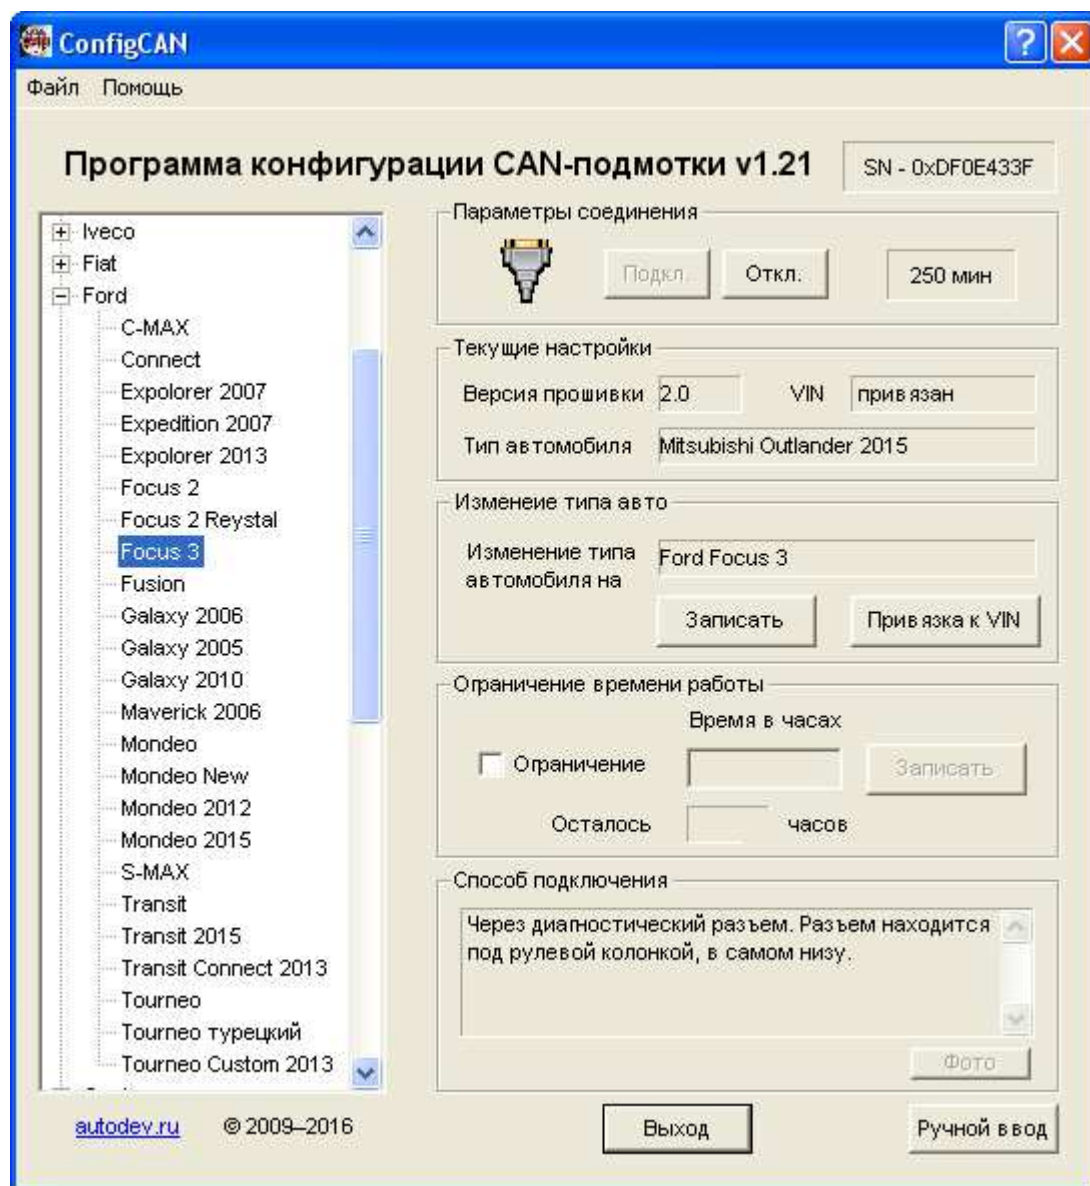 ConfigCAN
Файл Помощь
Программа конфигурации CAN-подмотки v1.21
SN - 0xDF0E433F
Iveco
Fiat
Ford
C-MAX
Connect
Expolorer 2007
Expedition 2007
Expolorer 2013
Focus 2
Focus 2 Reystal
Focus 3
Fusion
Galaxy 2006
Galaxy 2005
Galaxy 2010
Maverick 2006
Mondeo
Mondeo New
Mondeo 2012
Mondeo 2015
S-MAX
Transit
Transit 2015
Transit Connect 2013
Tourneo
Tourneo турецкий
Tourneo Custom 2013
Параметры соединения
Подкл. Откл. 250 мин
Текущие настройки
Версия прошивки 2.0 VIN привязан
Тип автомобиля Mitsubishi Outlander 2015
Изменеие типа авто
Изменение типа
автомобиля на
Ford Focus 3
Записать Привязка к VIN
Ограничение времени работы
Время в часах
Ограничение Записать
Осталось часов
Способ подключения
Через диагностический разъем. Разъем находится
под рулевой колонкой, в самом низу.
Фото
autodev.ru © 2009–2016 Выход Ручной ввод